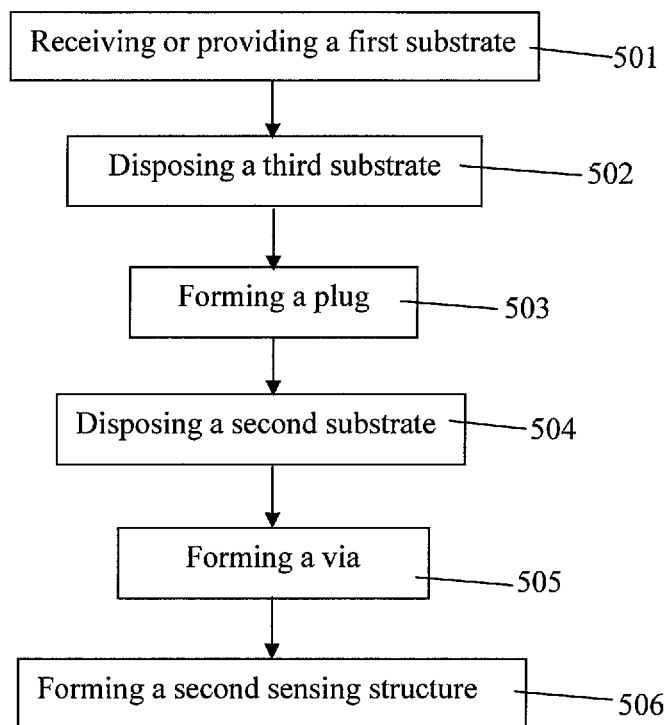 Receiving or providing a first substrate
501
Disposing a third substrate
502
Forming a plug
503
Disposing a second substrate
504
Forming a via
505
Forming a second sensing structure
506